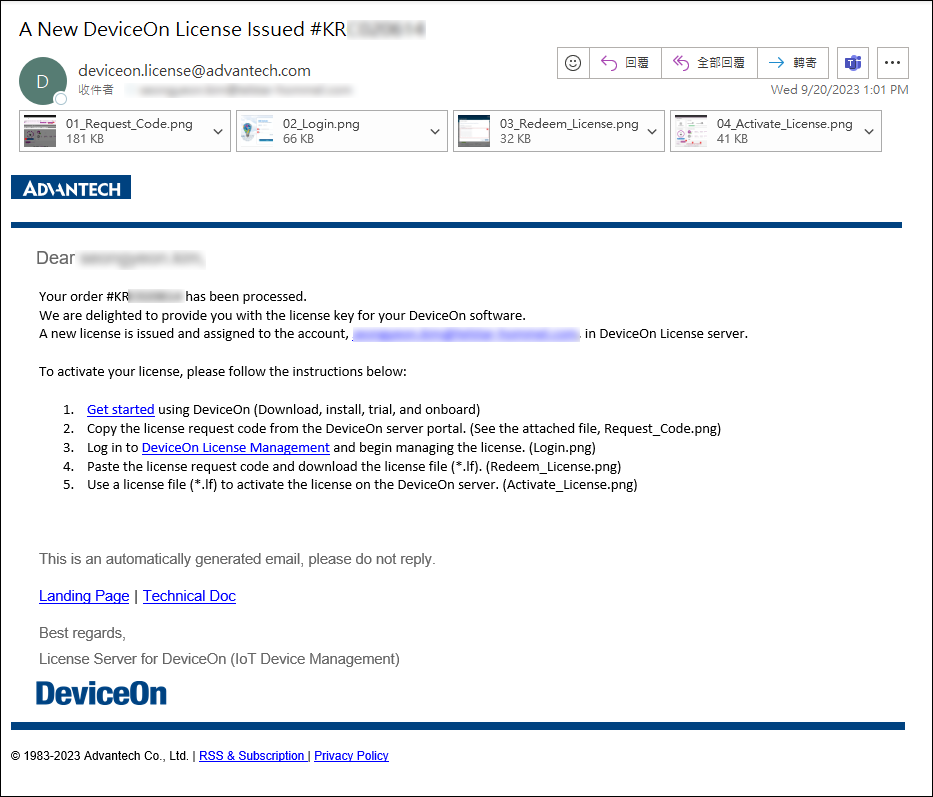 A New DeviceOn License Issued #KR
D
deviceon.license@advantech.com
收件者
回覆
全部回覆
轉寄
Wed 9/20/2023 1:01 PM
01_Request_Code.png
181 KB
02_Login.png
66 KB
03_Redeem_License.png
32 KB
04_Activate_License.png
41 KB
ADVANTECH
Dear
Your order #KR has been processed.
We are delighted to provide you with the license key for your DeviceOn software.
A new license is issued and assigned to the account, in DeviceOn License server.
To activate your license, please follow the instructions below:
1. Get started using DeviceOn (Download, install, trial, and onboard)
2. Copy the license request code from the DeviceOn server portal. (See the attached file, Request_Code.png)
3. Log in to DeviceOn License Management and begin managing the license. (Login.png)
4. Paste the license request code and download the license file (*.lf). (Redeem_License.png)
5. Use a license file (*.lf) to activate the license on the DeviceOn server. (Activate_License.png)
This is an automatically generated email, please do not reply.
Landing Page | Technical Doc
Best regards,
License Server for DeviceOn (IoT Device Management)
DeviceOn
© 1983-2023 Advantech Co., Ltd. | RSS & Subscription | Privacy Policy